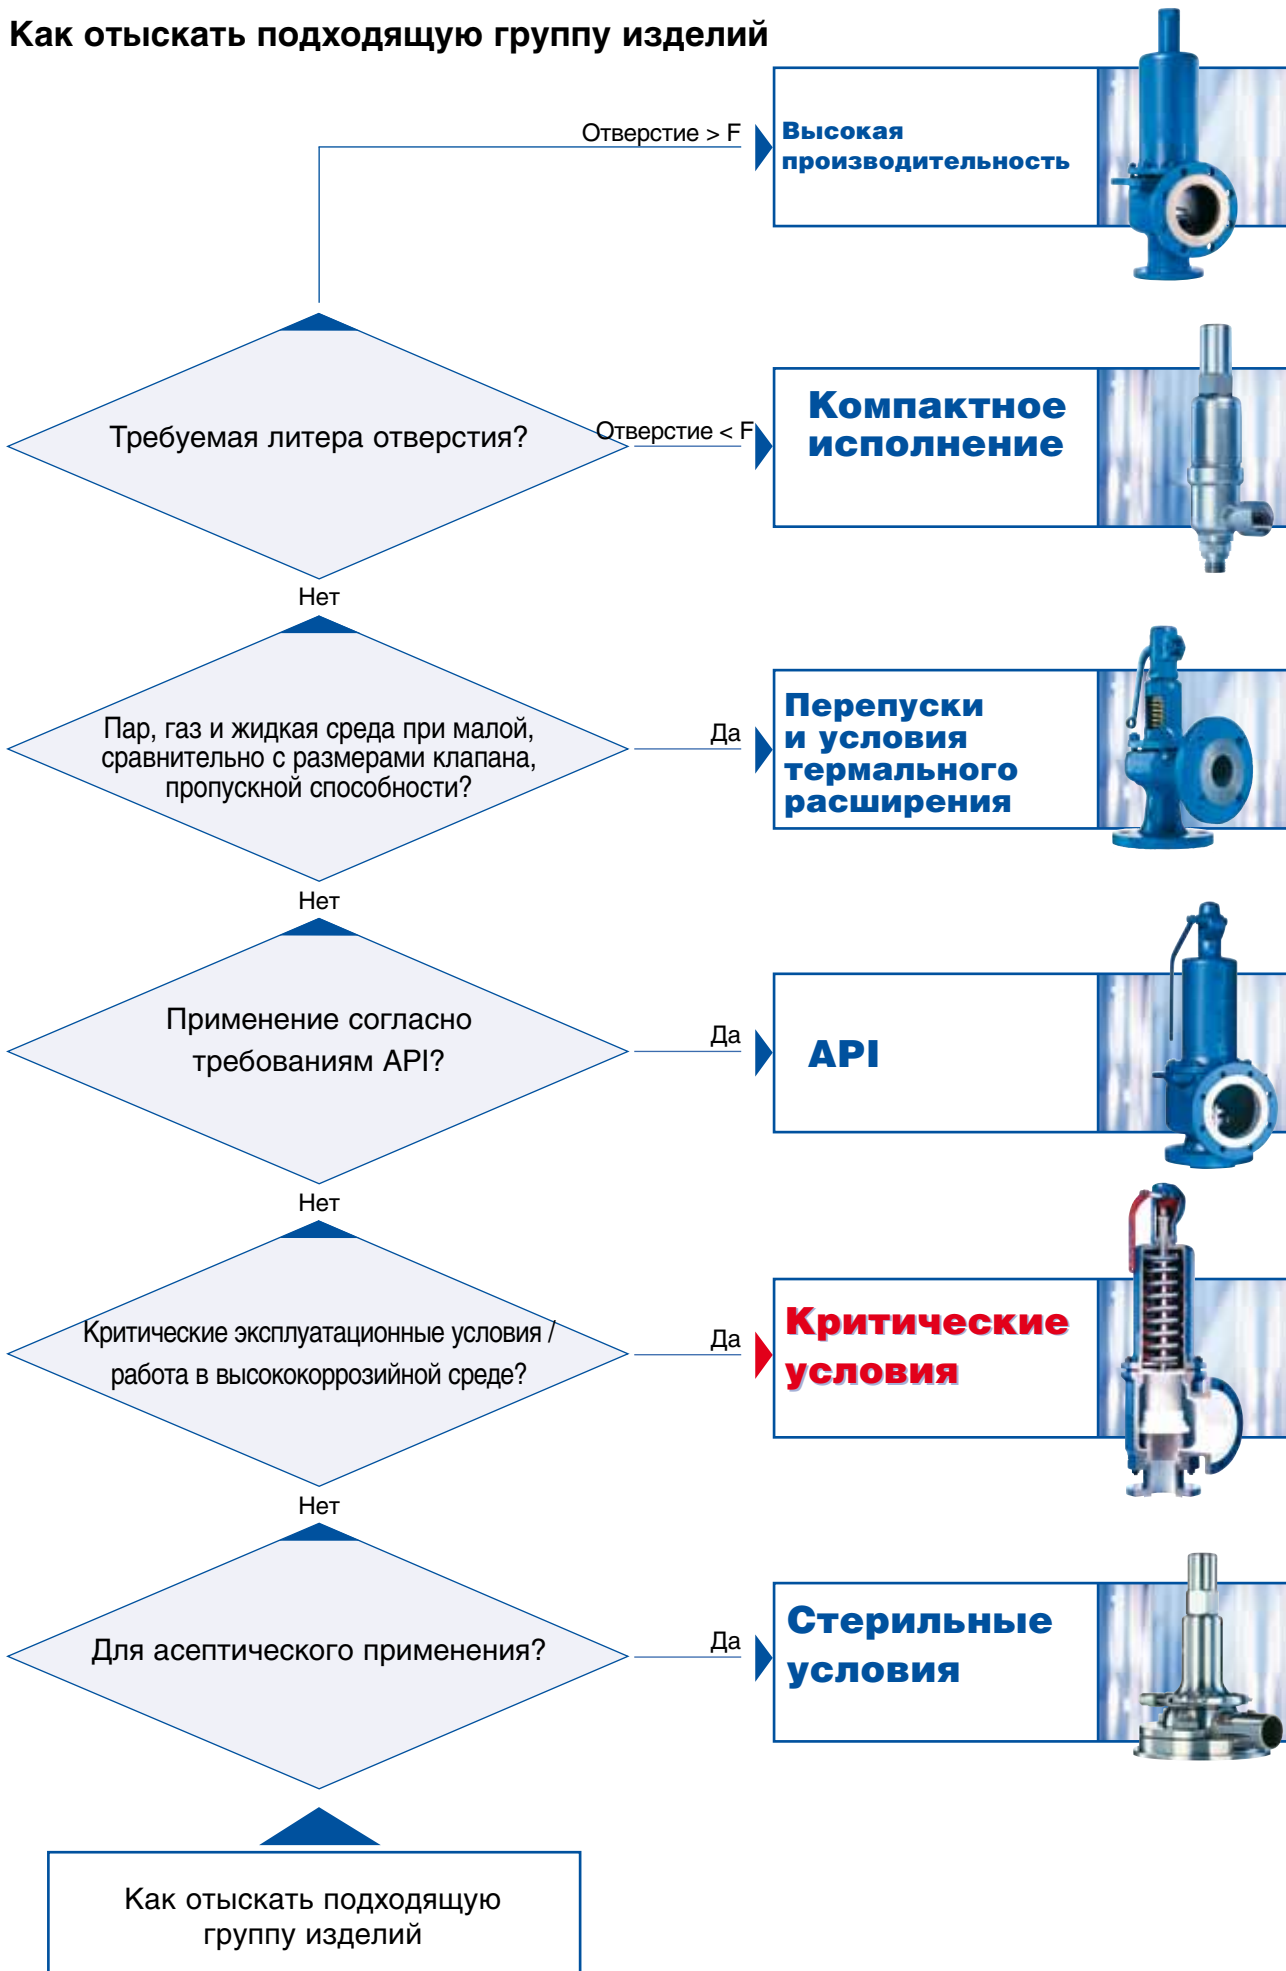 Как отыскать подходящую группу изделий
Отверстие > F
Высокая
производительность
Требуемая литера отверстия?
Отверстие < F
Компактное
исполнение
Нет
Пар, газ и жидкая среда при малой,
сравнительно с размерами клапана,
пропускной способности?
Да
Перепуски
и условия
термального
расширения
Нет
Применение согласно
требованиям API?
Да
API
Нет
Критические эксплуатационные условия /
работа в высококоррозийной среде?
Да
Критические
условия
Нет
Для асептического применения?
Да
Стерильные
условия
Как отыскать подходящую
группу изделий